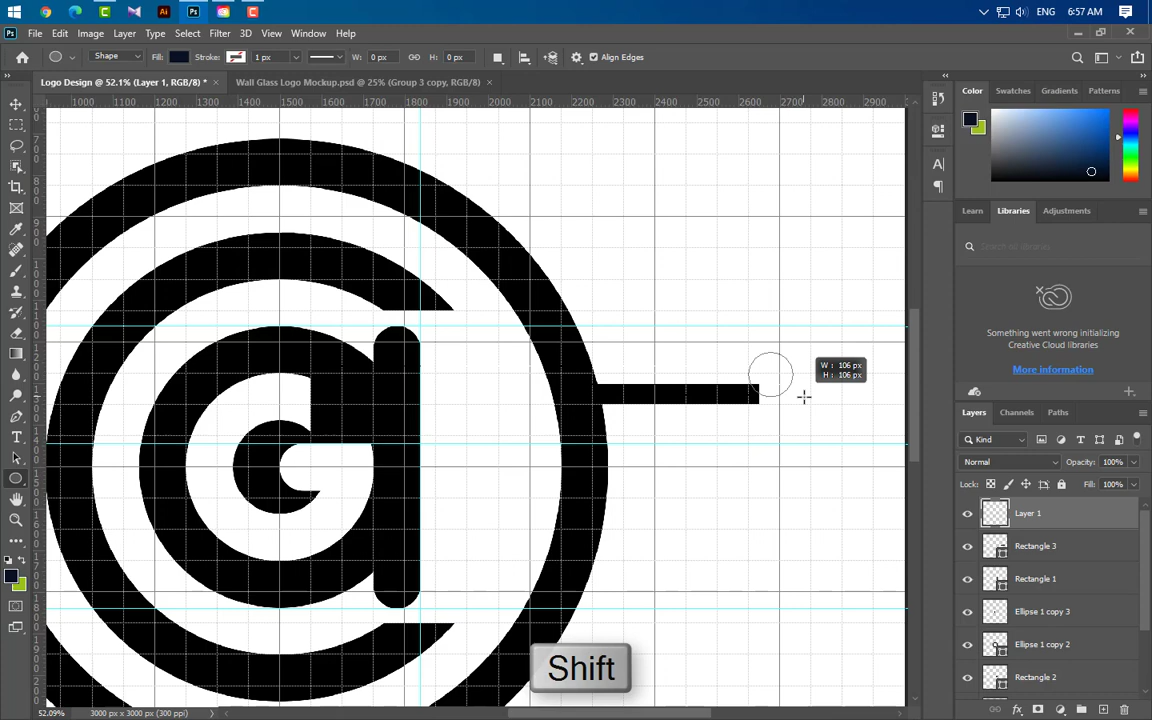 ENG
6:57 AM
File Edit Image Layer Type Select Filter 3D View Window Help
Shape Fill: Stroke: 1 px W: 0 px H: 0 px Align Edges
Logo Design @ 52.1% (Layer 1, RGB/8) * × Wall Glass Logo Mockup.psd @ 25% (Group 3 copy, RGB/8) ×
1000 1100 1200 1300 1400 1500 1600 1700 1800 1900 2000 2100 2200 2300 2400 2500 2600 2700 2800 2900
Color Swatches Gradients Patterns
Learn Libraries Adjustments
Search all libraries
Something went wrong initializing
Creative Cloud libraries
More information
Layers Channels Paths
Kind
Normal Opacity: 100%
Lock: Fill: 100%
Layer 1
Rectangle 3
Rectangle 1
Ellipse 1 copy 3
Ellipse 1 copy 2
Rectangle 2
W : 106 px
H : 106 px
Shift
52.09% 3000 px x 3000 px (300 ppi)